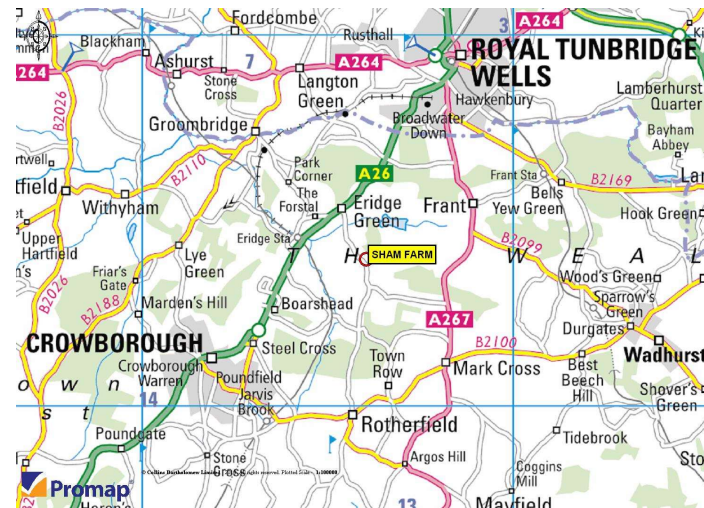 Fordcombe
Rusthall
3
A264
Blackham
Ashurst
7
A264
ROYAL TUNBRIDGE
WELLS
264
Stone
Cross
Langton
Green
Lamberhurst
Quarter
B2026
Hawkenbury
Groombridge
Broadwater
Down
Bayham
Abbey
B2110
Park
Corner
A26
Frant Sta
B2169
The
Forstal
Bells
Yew Green
Withyham
Eridge
Green
Frant
Hook Green
Upper
Hartfield
Eridge Sta
B2099
Lye
Green
T H
SHAM FARM
W E A L
Friar's
Gate
Wood's Green
B2026
B2188
Marden's Hill
Boarshead
Sparrow's
Green
A267
Durgates
CROWBOROUGH
Steel Cross
B2100
Wadhurst
Crowborough
Warren
Town
Row
Mark Cross
Best
Beech
Hill
Poundfield
o w n
Jarvis
Brook
Shover's
Green
s t
14
Rotherfield
Poundgate
Tidebrook
Stone
Cross
Argos Hill
Coggins
Mill
Promap
13
Mayfield